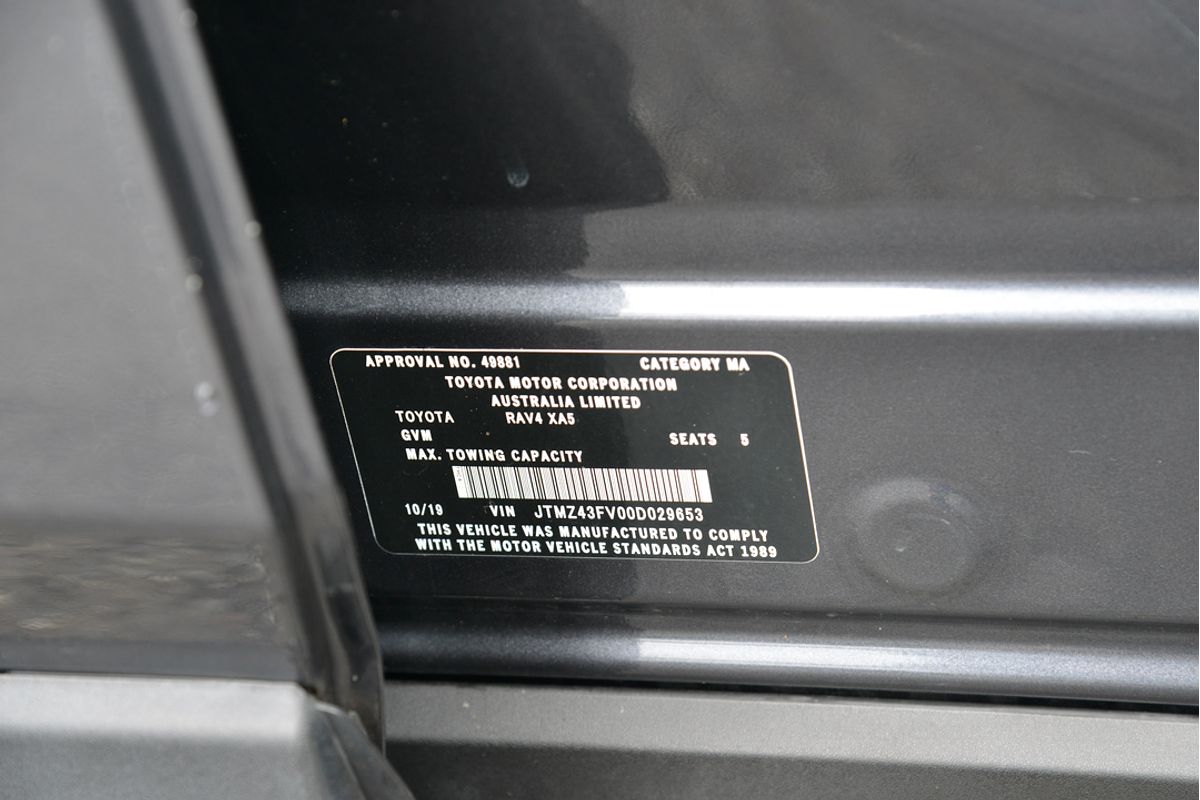 APPROVAL NO. 49881 CATEGORY MA
TOYOTA MOTOR CORPORATION
AUSTRALIA LIMITED
TOYOTA RAV4 XA5
GVM SEATS 5
MAX. TOWING CAPACITY
10/19 VIN JTMZ43FV00D029653
THIS VEHICLE WAS MANUFACTURED TO COMPLY
WITH THE MOTOR VEHICLE STANDARDS ACT 1989